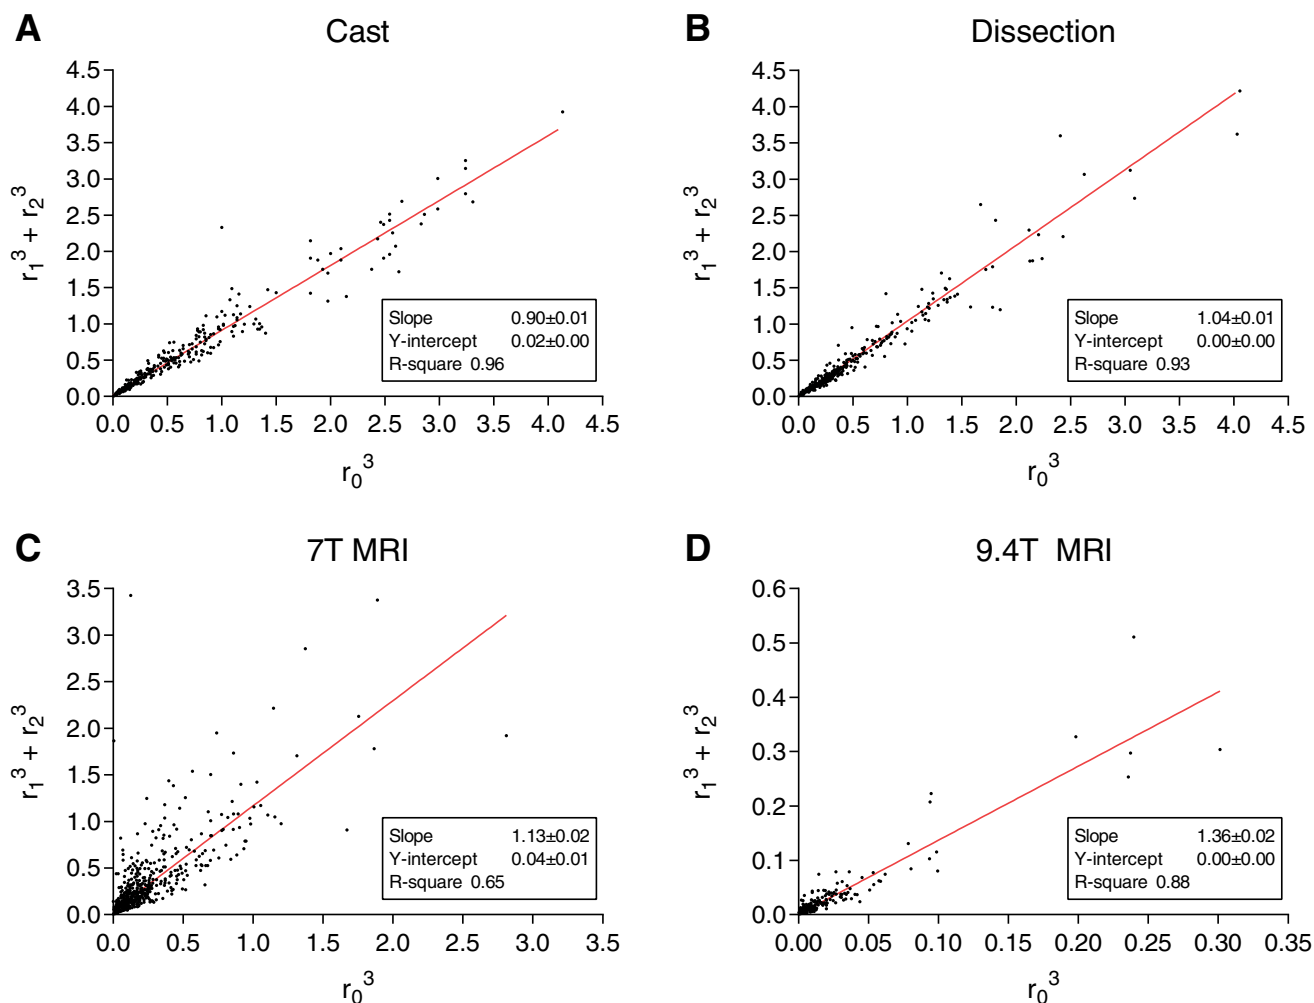 A Cast
4.5
4.0
3.5
3.0
2.5
2.0
1.5
1.0
0.5
0.0
r₁³ + r₂³
Slope 0.90±0.01
Y-intercept 0.02±0.00
R-square 0.96
0.0 0.5 1.0 1.5 2.0 2.5 3.0 3.5 4.0 4.5
r₀³
B Dissection
4.5
4.0
3.5
3.0
2.5
2.0
1.5
1.0
0.5
0.0
r₁³ + r₂³
Slope 1.04±0.01
Y-intercept 0.00±0.00
R-square 0.93
0.0 0.5 1.0 1.5 2.0 2.5 3.0 3.5 4.0 4.5
r₀³
C 7T MRI
3.5
3.0
2.5
2.0
1.5
1.0
0.5
0.0
r₁³ + r₂³
Slope 1.13±0.02
Y-intercept 0.04±0.01
R-square 0.65
0.0 0.5 1.0 1.5 2.0 2.5 3.0 3.5
r₀³
D 9.4T MRI
0.6
0.5
0.4
0.3
0.2
0.1
0.0
r₁³ + r₂³
Slope 1.36±0.02
Y-intercept 0.00±0.00
R-square 0.88
0.00 0.05 0.10 0.15 0.20 0.25 0.30 0.35
r₀³